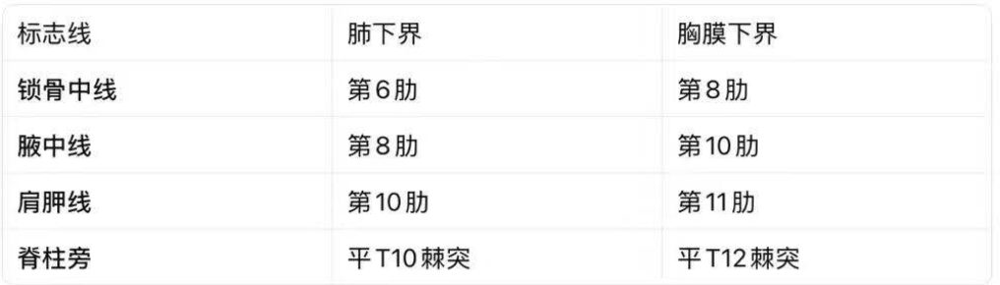 标志线 肺下界 胸膜下界
锁骨中线 第6肋 第8肋
腋中线 第8肋 第10肋
肩胛线 第10肋 第11肋
脊柱旁 平T10棘突 平T12棘突